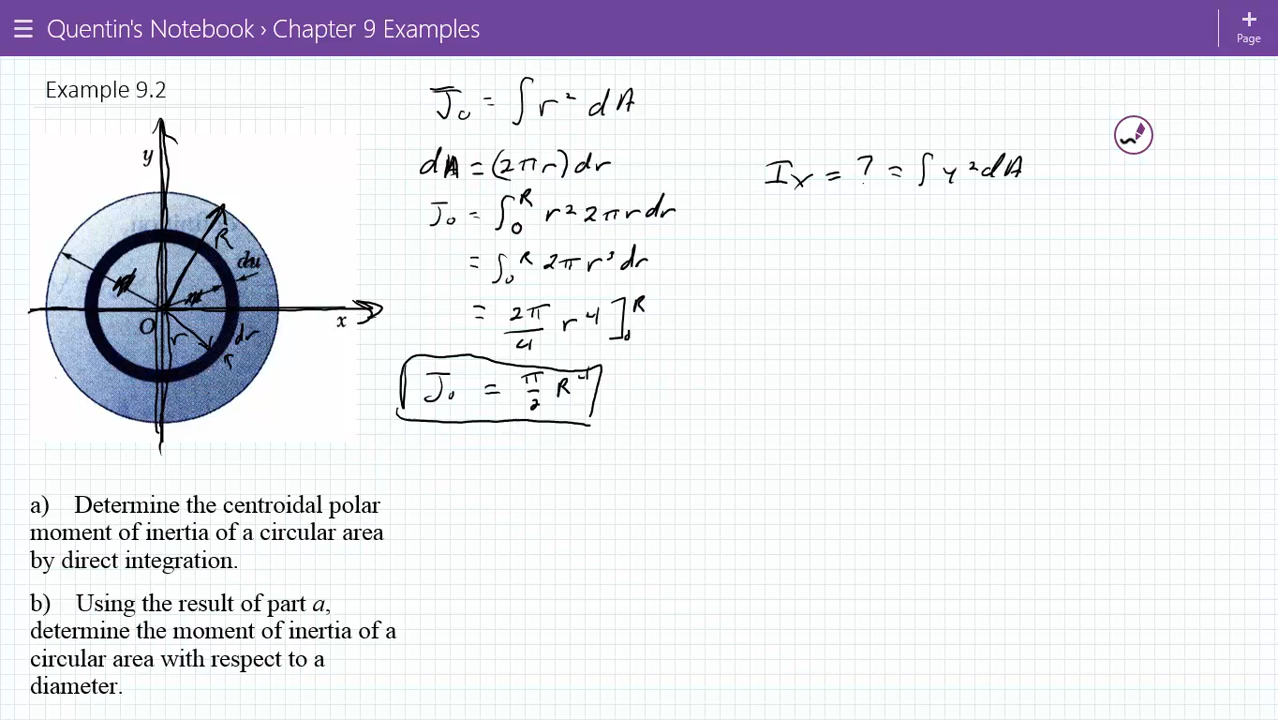 Quentin's Notebook › Chapter 9 Examples
Page
Example 9.2
y
R
du
x
O
r
dr
J₀ = ∫ r² dA
dA = (2πr) dr
J₀ = ∫₀ᴿ r² 2πr dr
= ∫₀ᴿ 2π r³ dr
= 2π/4 r⁴ ]₀ᴿ
J₀ = π/2 R⁴
Iₓ = ? = ∫ y² dA
a) Determine the centroidal polar
moment of inertia of a circular area
by direct integration.
b) Using the result of part a,
determine the moment of inertia of a
circular area with respect to a
diameter.